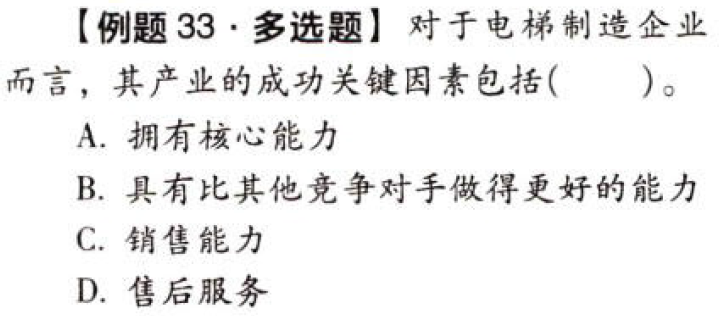 【例题 33·多选题】对于电梯制造企业
而言，其产业的成功关键因素包括(　　)。
A. 拥有核心能力
B. 具有比其他竞争对手做得更好的能力
C. 销售能力
D. 售后服务